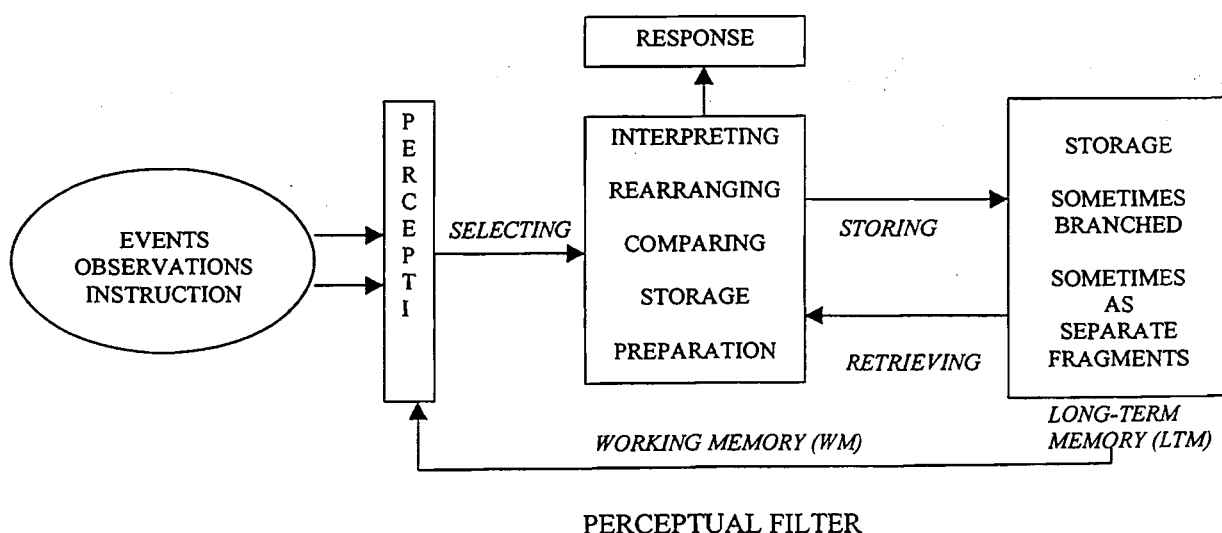 RESPONSE
EVENTS
OBSERVATIONS
INSTRUCTION
PERCEPTI
SELECTING
INTERPRETING
REARRANGING
COMPARING
STORAGE
PREPARATION
STORING
RETRIEVING
STORAGE
SOMETIMES
BRANCHED
SOMETIMES
AS
SEPARATE
FRAGMENTS
WORKING MEMORY (WM)
LONG-TERM
MEMORY (LTM)
PERCEPTUAL FILTER